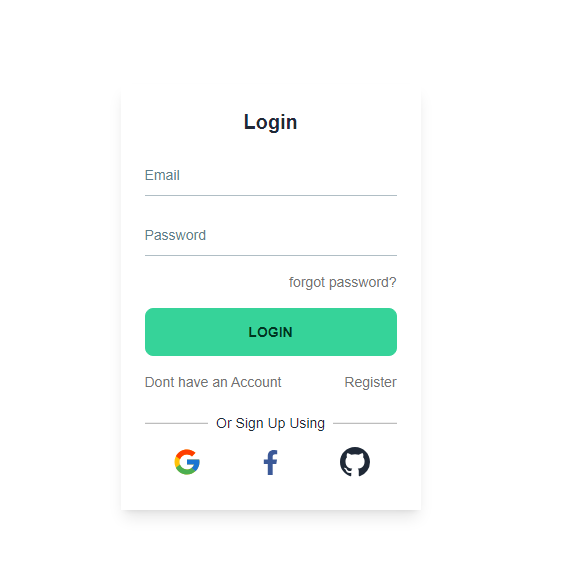 Login
Email
Password
forgot password?
LOGIN
Dont have an Account Register
Or Sign Up Using